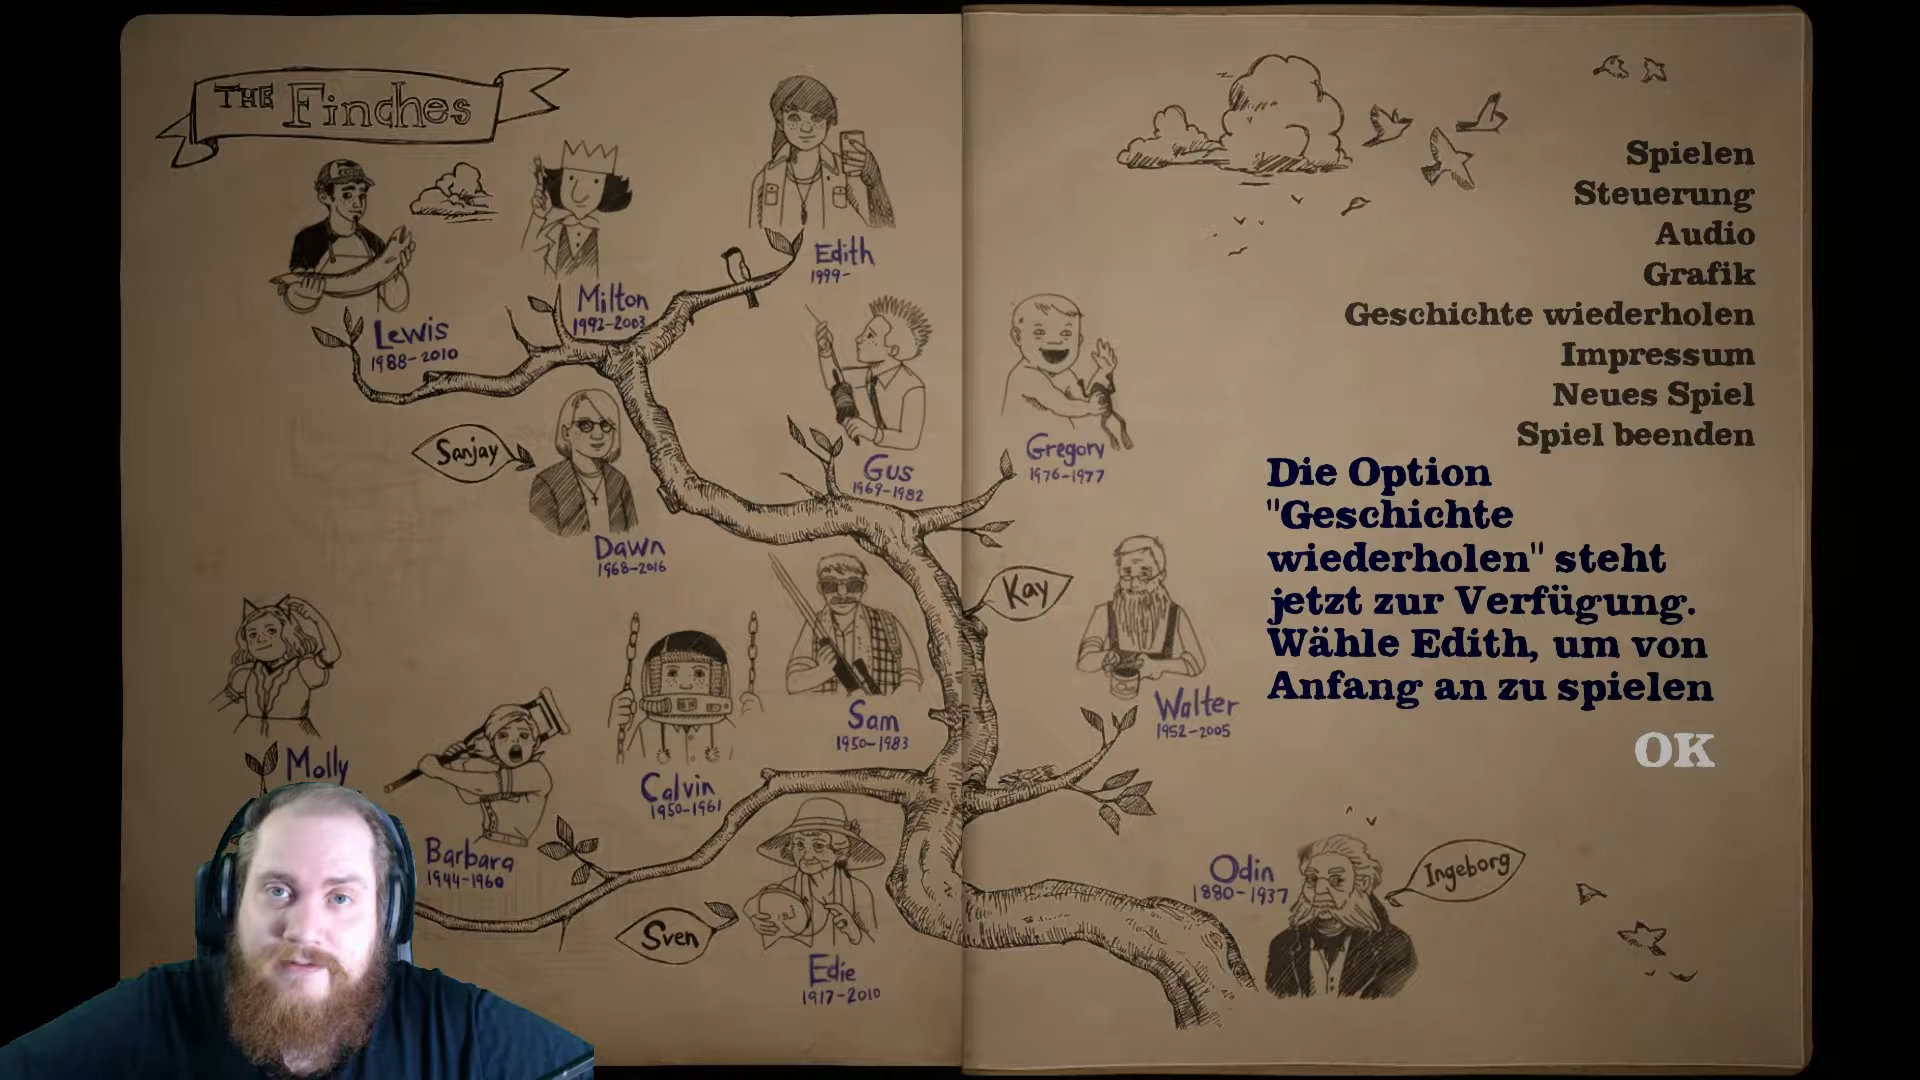 THE Finches
Edith
1999-
Milton
1992-2003
Lewis
1988-2010
Sanjay
Dawn
1968-2016
Gus
1969-1982
Gregory
1976-1977
Kay
Sam
1950-1983
Walter
1952-2005
Calvin
1950-1961
Molly
Barbara
1944-1960
Sven
Edie
1917-2010
Odin
1880-1937
Ingeborg
Spielen
Steuerung
Audio
Grafik
Geschichte wiederholen
Impressum
Neues Spiel
Spiel beenden
Die Option
"Geschichte
wiederholen" steht
jetzt zur Verfügung.
Wähle Edith, um von
Anfang an zu spielen
OK